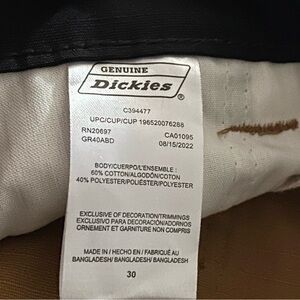 GENUINE
Dickies®
C394477
UPC/CUP/CUP 196520076288
RN20697 CA01095
GR40ABD 08/15/2022
BODY/CUERPO/L'ENSEMBLE :
60% COTTON/ALGODÓN/COTON
40% POLYESTER/POLIÉSTER/POLYESTER
EXCLUSIVE OF DECORATION/TRIMMINGS
EXCLUSIVO PARA DECORACIÓN/ADORNOS
ORNEMENT ET GARNITURE NON COMPRIS
MADE IN / HECHO EN / FABRIQUÉ AU
BANGLADESH/ BANGLADESH/ BANGLADESH
30